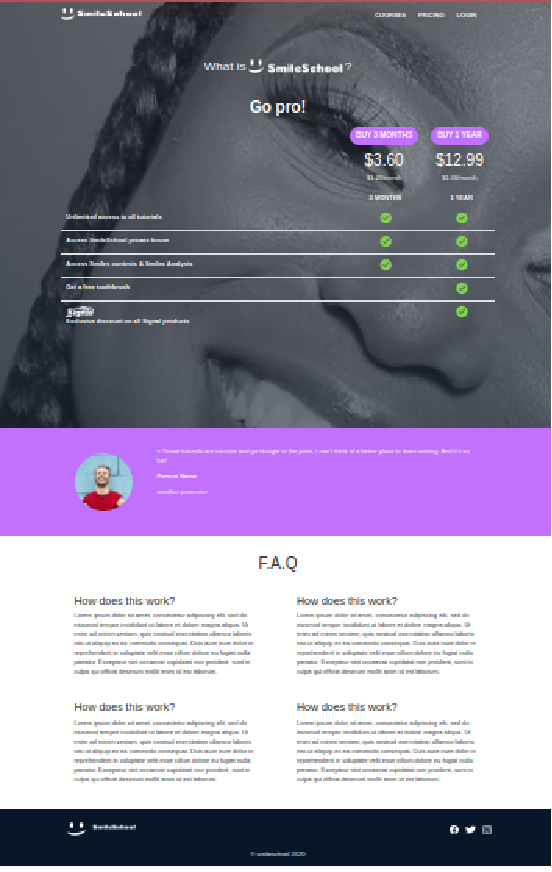 SmileSchool
COURSES PRICING LOGIN
What is SmileSchool ?
Go pro!
BUY 3 MONTHS BUY 1 YEAR
$3.60 $12.99
3 MONTHS 1 YEAR
Unlimited access to all tutorials
Access SmileSchool private forum
Access Smiles contests & Smiles Analysis
Get a free toothbrush
Signal
Exclusive discount on all Signal products
« Those tutorials are concise and go straight to the point. I can't think of a better place to learn smiling. And it's so
fun!
Person Name
F.A.Q
How does this work?
Lorem ipsum dolor sit amet, consectetur adipiscing elit, sed do
eiusmod tempor incididunt ut labore et dolore magna aliqua. Ut
enim ad minim veniam, quis nostrud exercitation ullamco laboris
nisi ut aliquip ex ea commodo consequat. Duis aute irure dolor in
reprehenderit in voluptate velit esse cillum dolore eu fugiat nulla
pariatur. Excepteur sint occaecat cupidatat non proident, sunt in
culpa qui officia deserunt mollit anim id est laborum.
How does this work?
Lorem ipsum dolor sit amet, consectetur adipiscing elit, sed do
eiusmod tempor incididunt ut labore et dolore magna aliqua. Ut
enim ad minim veniam, quis nostrud exercitation ullamco laboris
nisi ut aliquip ex ea commodo consequat. Duis aute irure dolor in
reprehenderit in voluptate velit esse cillum dolore eu fugiat nulla
pariatur. Excepteur sint occaecat cupidatat non proident, sunt in
culpa qui officia deserunt mollit anim id est laborum.
How does this work?
Lorem ipsum dolor sit amet, consectetur adipiscing elit, sed do
eiusmod tempor incididunt ut labore et dolore magna aliqua. Ut
enim ad minim veniam, quis nostrud exercitation ullamco laboris
nisi ut aliquip ex ea commodo consequat. Duis aute irure dolor in
reprehenderit in voluptate velit esse cillum dolore eu fugiat nulla
pariatur. Excepteur sint occaecat cupidatat non proident, sunt in
culpa qui officia deserunt mollit anim id est laborum.
How does this work?
Lorem ipsum dolor sit amet, consectetur adipiscing elit, sed do
eiusmod tempor incididunt ut labore et dolore magna aliqua. Ut
enim ad minim veniam, quis nostrud exercitation ullamco laboris
nisi ut aliquip ex ea commodo consequat. Duis aute irure dolor in
reprehenderit in voluptate velit esse cillum dolore eu fugiat nulla
pariatur. Excepteur sint occaecat cupidatat non proident, sunt in
culpa qui officia deserunt mollit anim id est laborum.
SmileSchool
© smileschool 2020